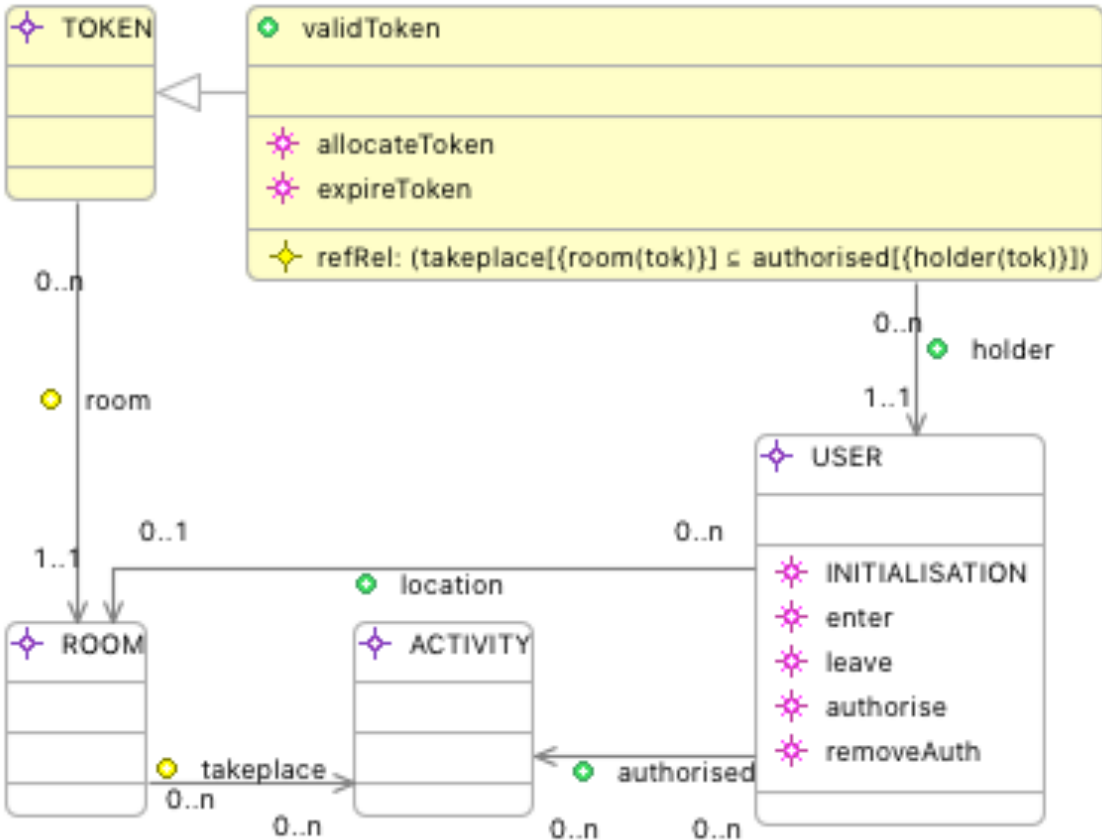 TOKEN
validToken
allocateToken
expireToken
refRel: (takeplace[{room(tok)}] ⊆ authorised[{holder(tok)}])
0..n
0..n
holder
room
1..1
USER
0..1
0..n
1..1
location
INITIALISATION
enter
leave
authorise
removeAuth
ROOM
ACTIVITY
takeplace
authorised
0..n
0..n
0..n
0..n